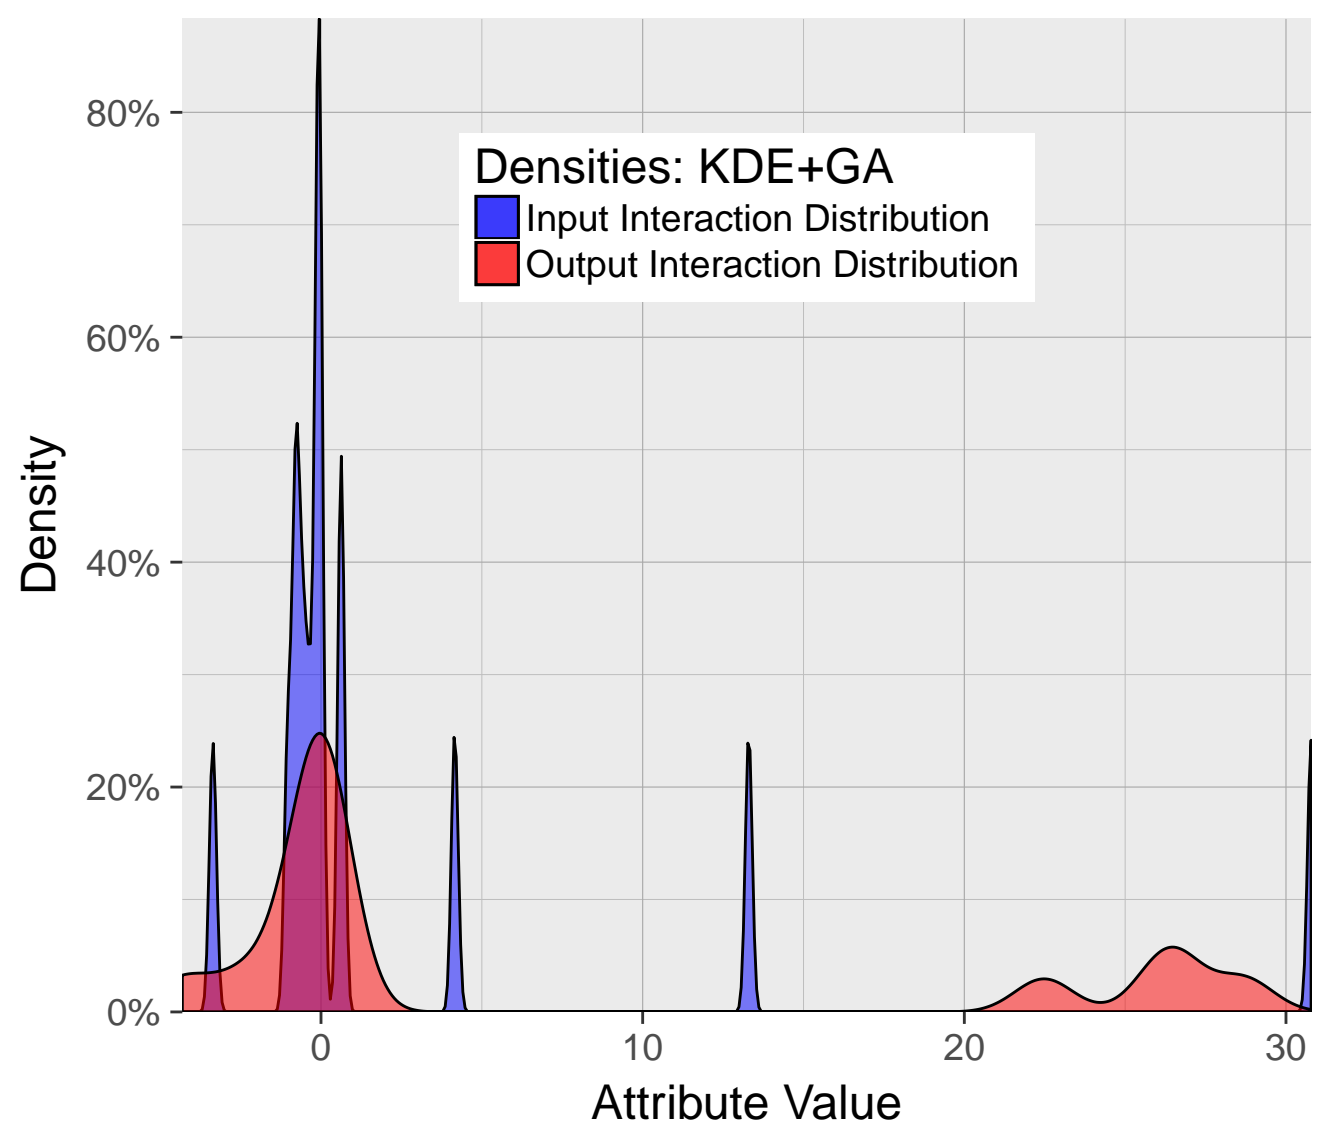 80%
60%
40%
20%
0%
Density
Densities: KDE+GA
Input Interaction Distribution
Output Interaction Distribution
0 10 20 30
Attribute Value